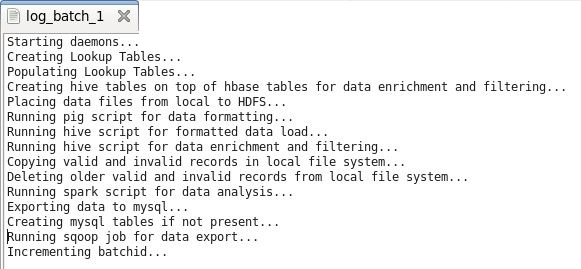 log_batch_1
Starting daemons...
Creating Lookup Tables...
Populating Lookup Tables...
Creating hive tables on top of hbase tables for data enrichment and filtering...
Placing data files from local to HDFS...
Running pig script for data formatting...
Running hive script for formatted data load...
Running hive script for data enrichment and filtering...
Copying valid and invalid records in local file system...
Deleting older valid and invalid records from local file system...
Running spark script for data analysis...
Exporting data to mysql...
Creating mysql tables if not present...
Running sqoop job for data export...
Incrementing batchid...